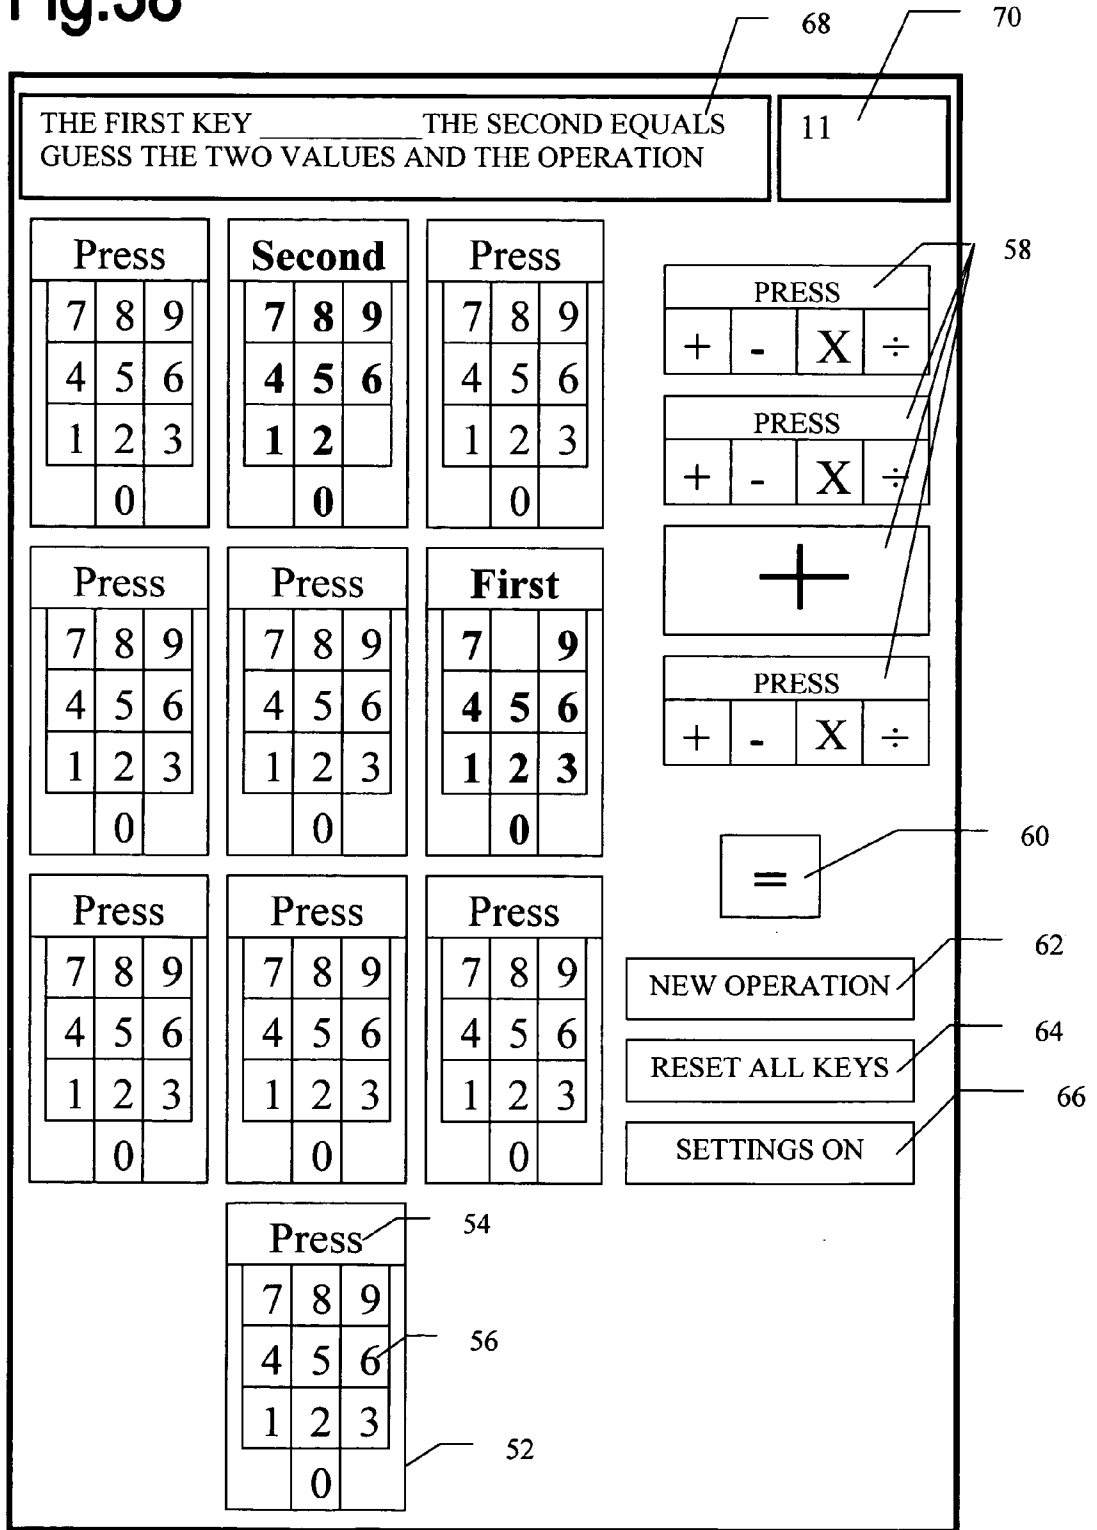 Fig.38
68
70
THE FIRST KEY ____________THE SECOND EQUALS
GUESS THE TWO VALUES AND THE OPERATION
11
Press
7 8 9
4 5 6
1 2 3
0
Second
7 8 9
4 5 6
1 2
0
Press
7 8 9
4 5 6
1 2 3
0
58
PRESS
+ - X ÷
PRESS
+ - X ÷
+
PRESS
+ - X ÷
Press
7 8 9
4 5 6
1 2 3
0
Press
7 8 9
4 5 6
1 2 3
0
First
7 9
4 5 6
1 2 3
0
=
60
Press
7 8 9
4 5 6
1 2 3
0
Press
7 8 9
4 5 6
1 2 3
0
Press
7 8 9
4 5 6
1 2 3
0
NEW OPERATION
62
RESET ALL KEYS
64
SETTINGS ON
66
Press
54
7 8 9
4 5 6
56
1 2 3
0
52